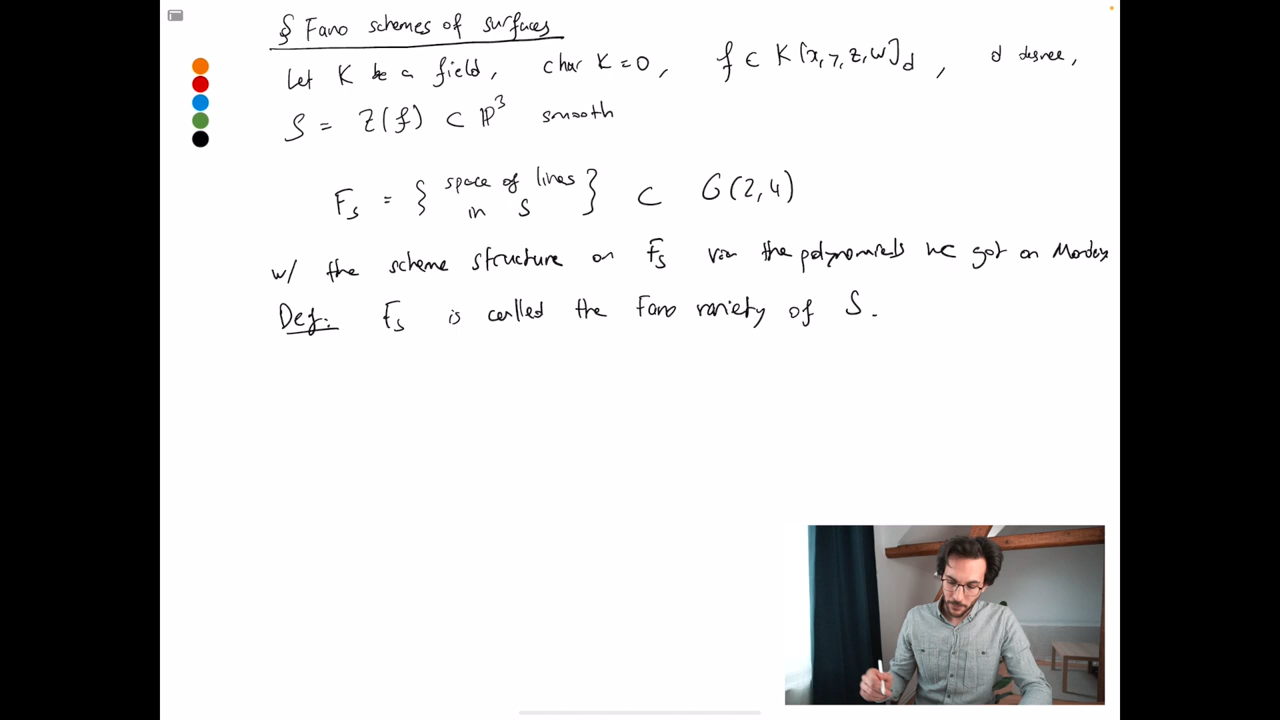 § Fano schemes of surfaces
Let K be a field, char K = 0, f ∈ K[x,y,z,w]_d, d degree,
S = Z(f) ⊂ ℙ³ smooth
F_S = { space of lines in S } ⊂ G(2,4)
w/ the scheme structure on F_S via the polynomials we got on Monday
Def: F_S is called the Fano variety of S.